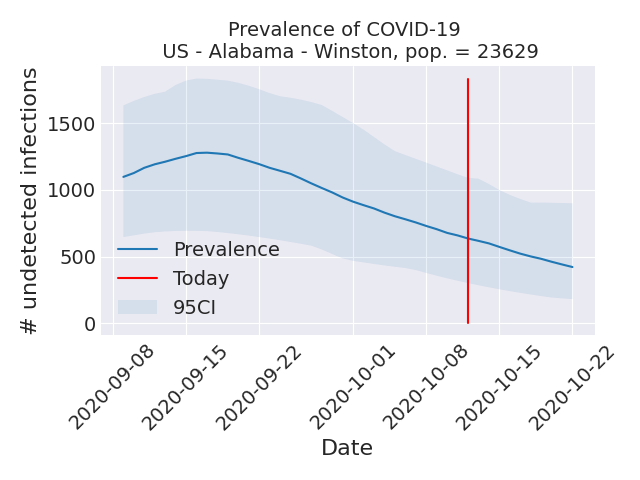 Prevalence of COVID-19
US - Alabama - Winston, pop. = 23629
# undetected infections
1500
1000
500
0
Prevalence
Today
95CI
2020-09-08
2020-09-15
2020-09-22
2020-10-01
2020-10-08
2020-10-15
2020-10-22
Date